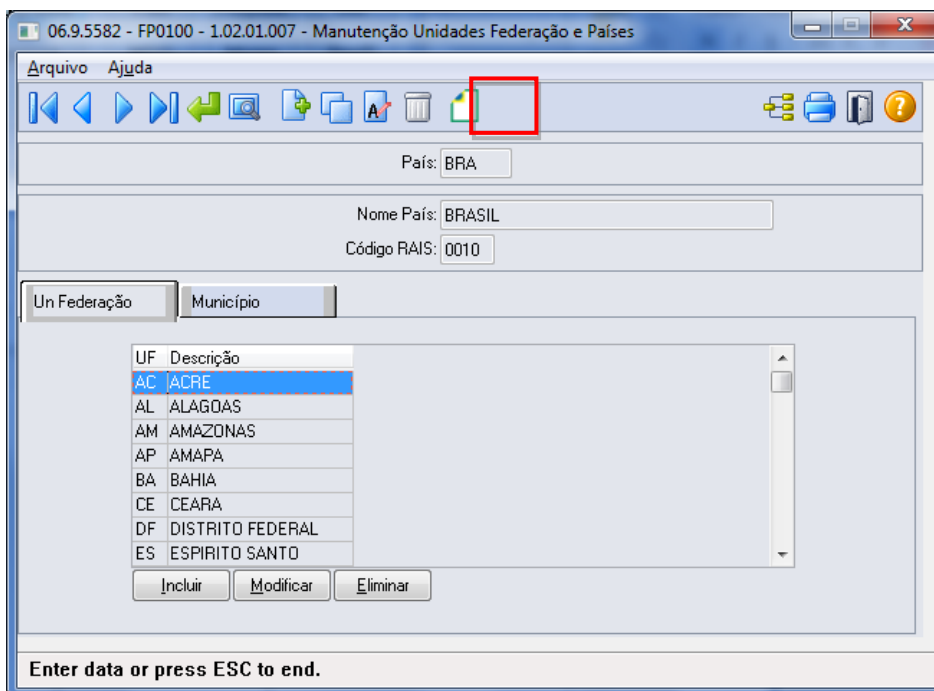 06.9.5582 - FP0100 - 1.02.01.007 - Manutenção Unidades Federação e Países
Arquivo Ajuda
País: BRA
Nome País: BRASIL
Código RAIS: 0010
Un Federação Município
UF Descrição
AC ACRE
AL ALAGOAS
AM AMAZONAS
AP AMAPA
BA BAHIA
CE CEARA
DF DISTRITO FEDERAL
ES ESPIRITO SANTO
Incluir Modificar Eliminar
Enter data or press ESC to end.